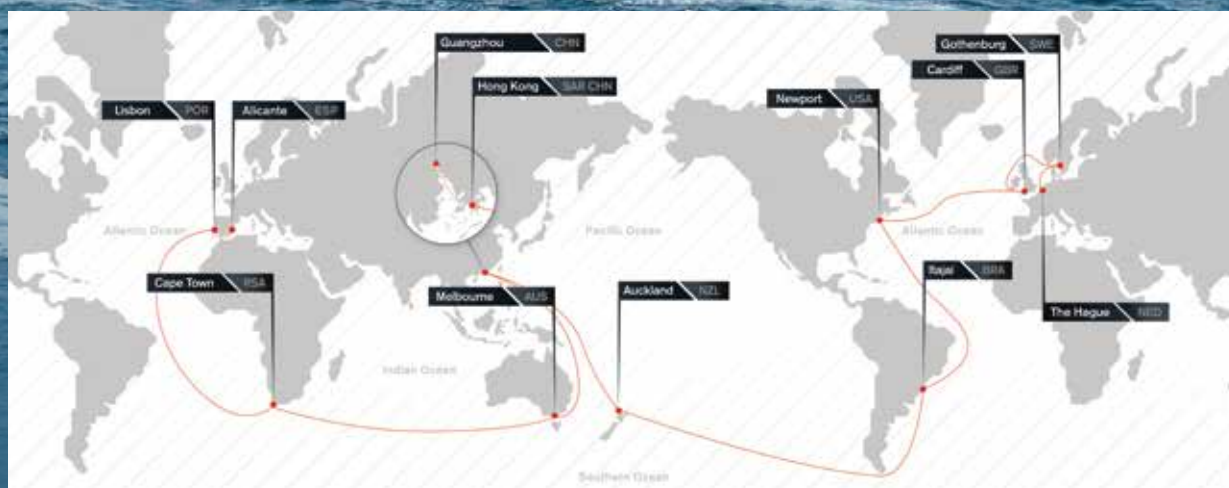 Guangzhou CHN
Gothenburg SWE
Cardiff GBR
Hong Kong SAR CHN
Newport USA
Lisbon POR
Alicante ESP
Atlantic Ocean
Pacific Ocean
Atlantic Ocean
Itajaí BRA
Cape Town RSA
Melbourne AUS
Auckland NZL
The Hague NED
Indian Ocean
Southern Ocean